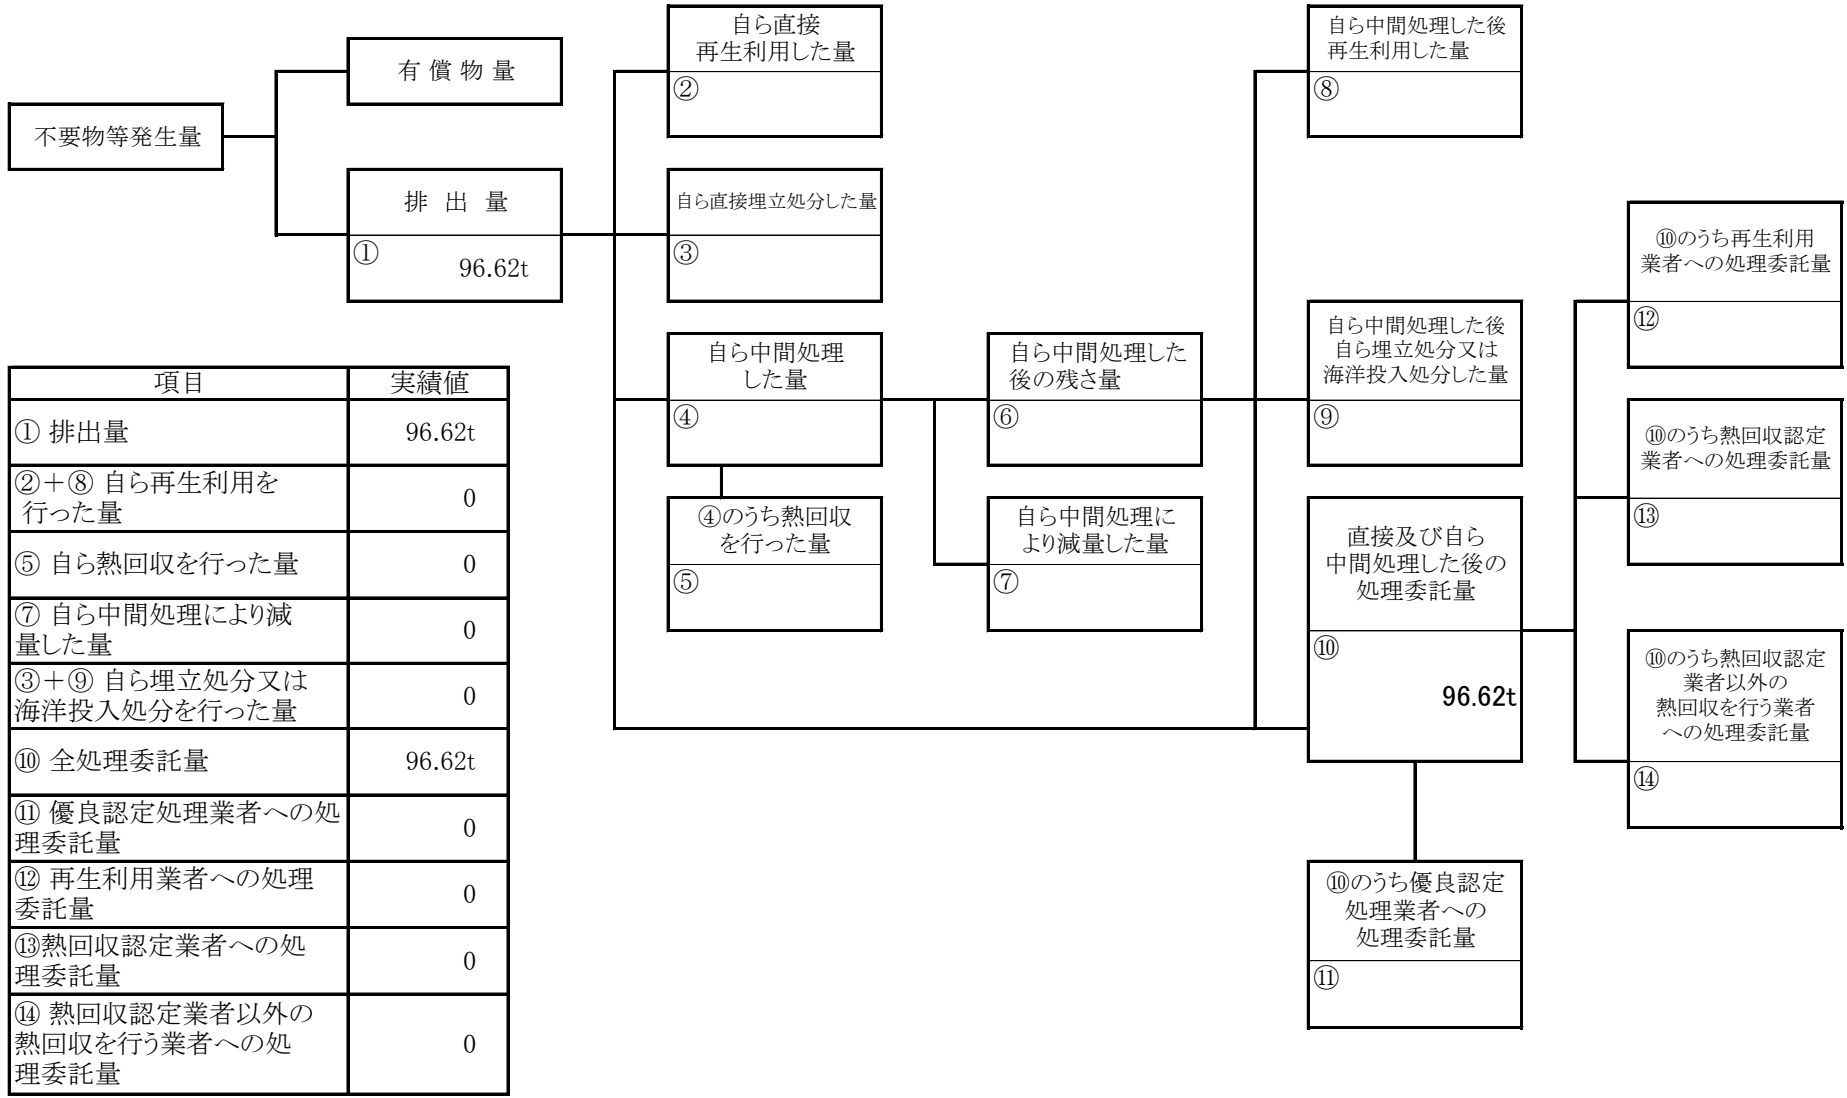 不要物等発生量
有 償 物 量
排 出 量
①
96.62t
自ら直接
再生利用した量
②
自ら直接埋立処分した量
③
自ら中間処理
した量
④
④のうち熱回収
を行った量
⑤
自ら中間処理した
後の残さ量
⑥
自ら中間処理に
より減量した量
⑦
自ら中間処理した後
再生利用した量
⑧
自ら中間処理した後
自ら埋立処分又は
海洋投入処分した量
⑨
直接及び自ら
中間処理した後の
処理委託量
⑩
96.62t
⑩のうち優良認定
処理業者への
処理委託量
⑪
⑩のうち再生利用
業者への処理委託量
⑫
⑩のうち熱回収認定
業者への処理委託量
⑬
⑩のうち熱回収認定
業者以外の
熱回収を行う業者
への処理委託量
⑭
項目 実績値
① 排出量 96.62t
②＋⑧ 自ら再生利用を
行った量 0
⑤ 自ら熱回収を行った量 0
⑦ 自ら中間処理により減
量した量 0
③＋⑨ 自ら埋立処分又は
海洋投入処分を行った量 0
⑩ 全処理委託量 96.62t
⑪ 優良認定処理業者への処
理委託量 0
⑫ 再生利用業者への処理
委託量 0
⑬熱回収認定業者への処
理委託量 0
⑭ 熱回収認定業者以外の
熱回収を行う業者への処 0
理委託量